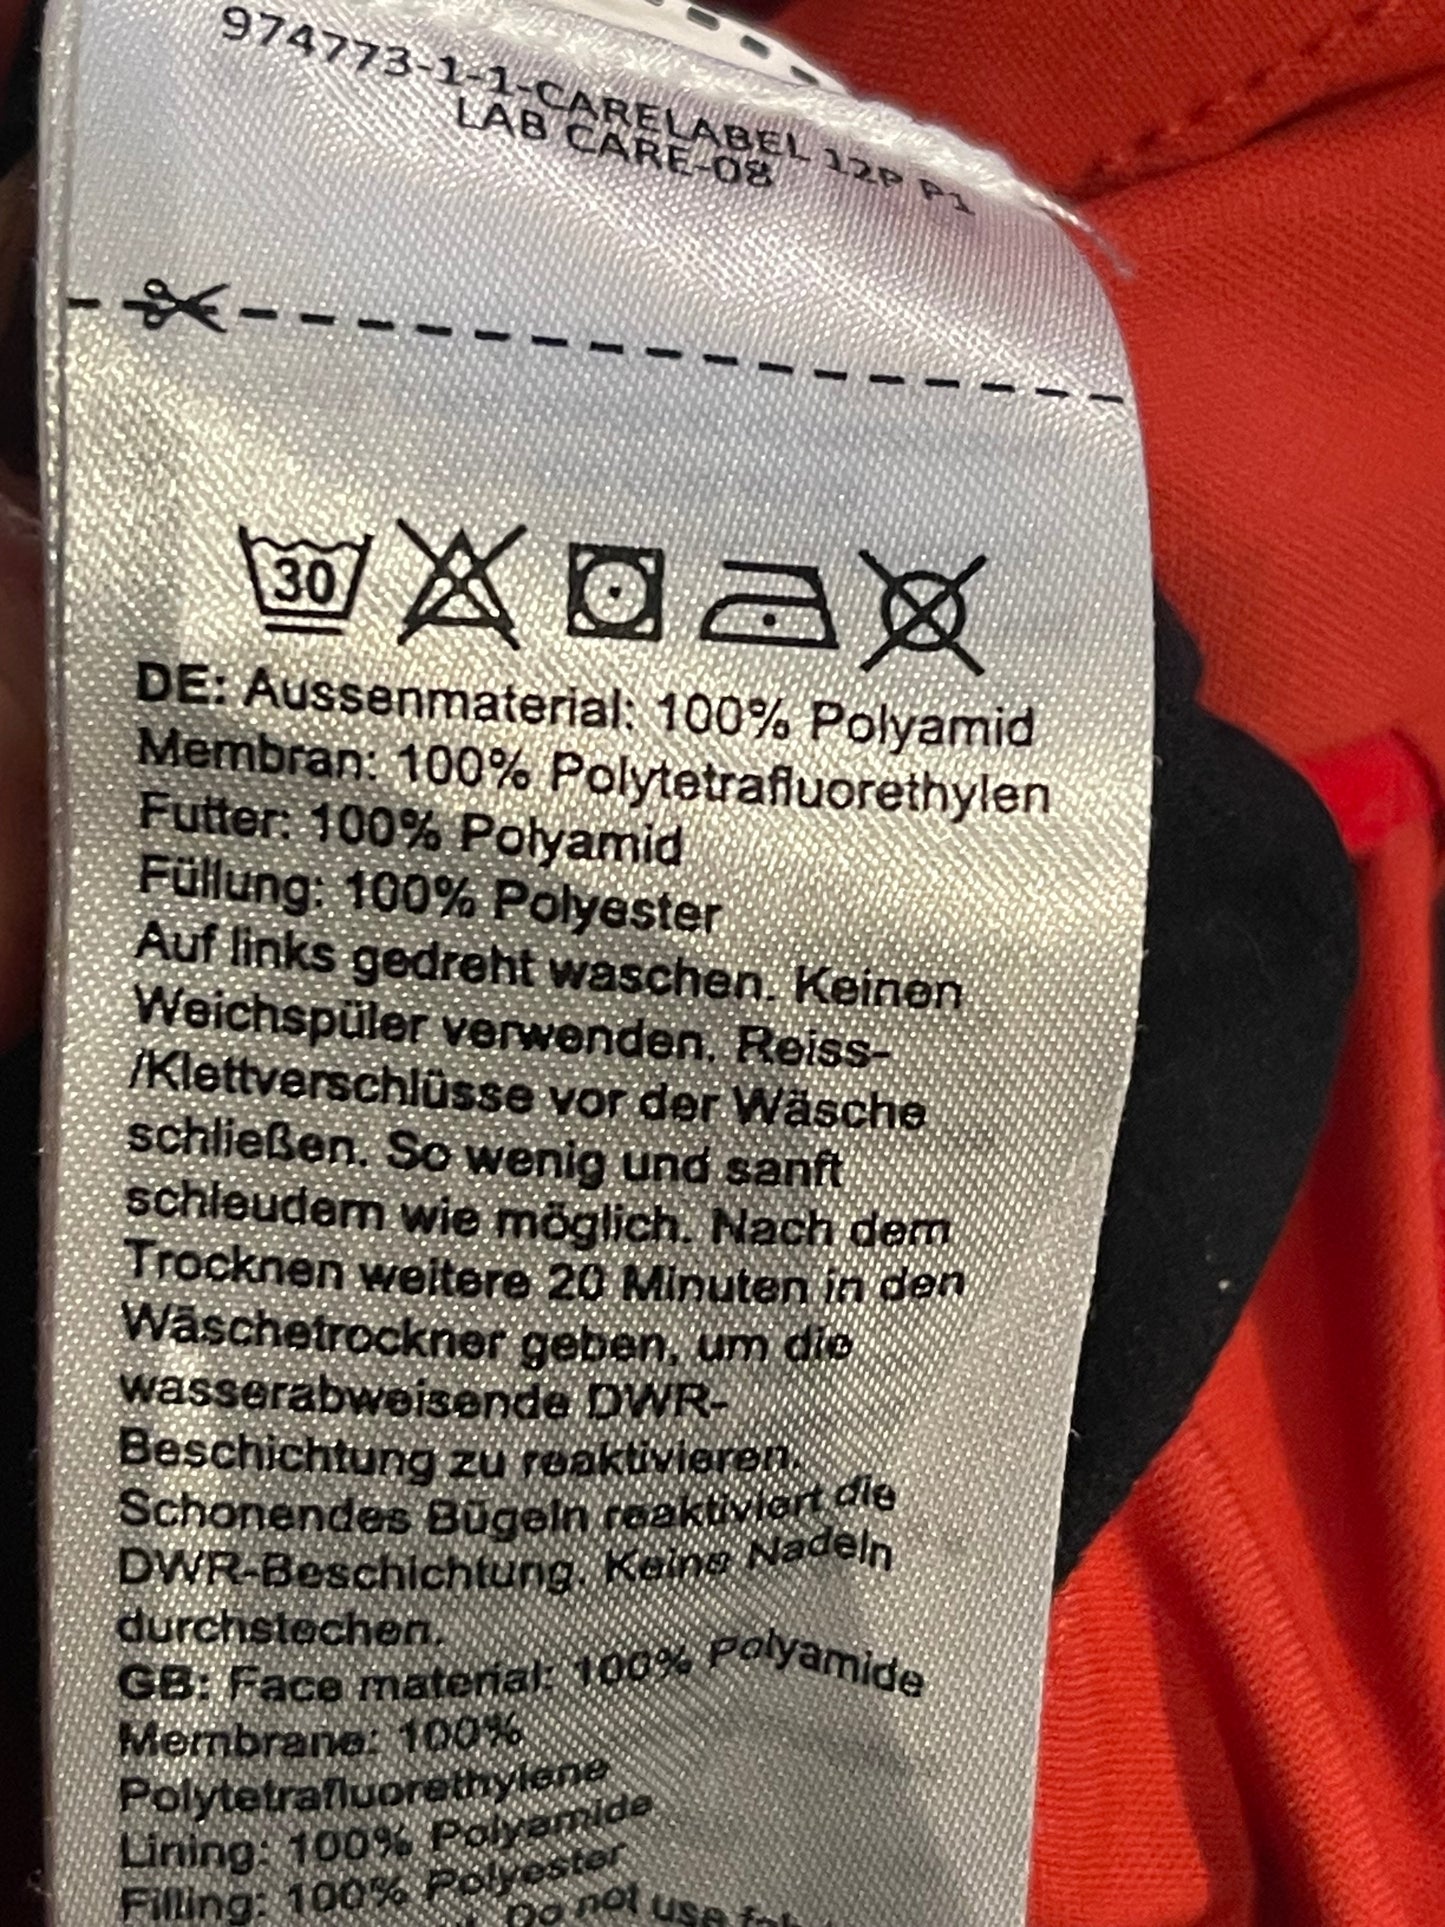 974773-1-1-CARELABEL 12P P1
LAB CARE-08
30
DE: Aussenmaterial: 100% Polyamid
Membran: 100% Polytetrafluorethylen
Futter: 100% Polyamid
Füllung: 100% Polyester
Auf links gedreht waschen. Keinen
Weichspüler verwenden. Reiss-
/Klettverschlüsse vor der Wäsche
schließen. So wenig und sanft
schleudern wie möglich. Nach dem
Trocknen weitere 20 Minuten in den
Wäschetrockner geben, um die
wasserabweisende DWR-
Beschichtung zu reaktivieren.
Schonendes Bügeln reaktiviert die
DWR-Beschichtung. Keine Nadeln
durchstechen.
GB: Face material: 100% Polyamide
Membrane: 100%
Polytetrafluorethylene
Lining: 100% Polyamide
Filling: 100% Polyester
Do not use